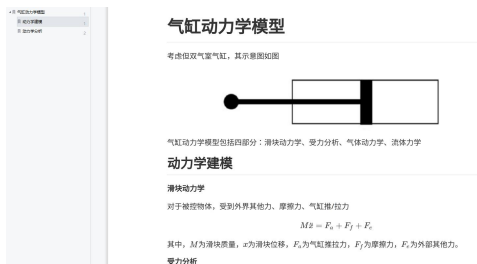 气缸动力学模型
动力学建模
动力学分析
气缸动力学模型
考虑但双气室气缸，其示意图如图
气缸动力学模型包括四部分：滑块动力学、受力分析、气体动力学、流体力学
动力学建模
滑块动力学
对于被控物体，受到外界其他力、摩擦力、气缸推/拉力
Mẍ = Fₐ + F_f + Fₑ
其中，M为滑块质量，x为滑块位移，Fₐ为气缸推拉力，F_f为摩擦力，Fₑ为外部其他力。
受力分析